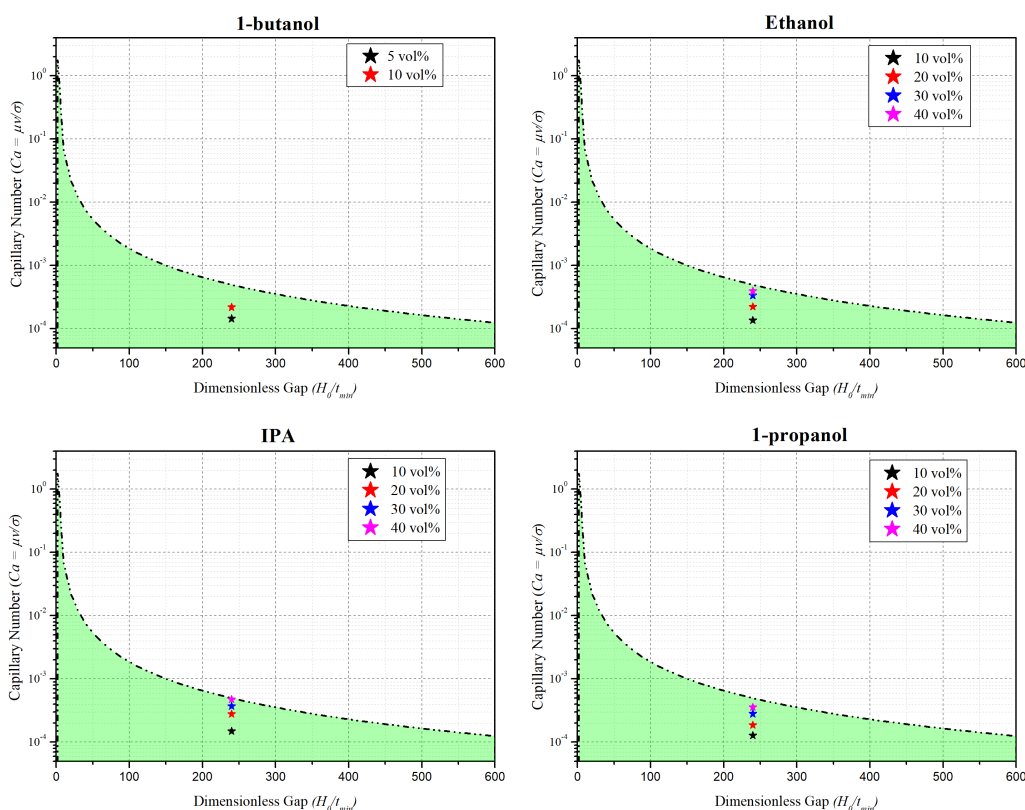 1-butanol
5 vol%
10 vol%
10⁰
10⁻¹
10⁻²
10⁻³
10⁻⁴
Capillary Number (Ca = μv/σ)
0 100 200 300 400 500 600
Dimensionless Gap (H₀/t_min)
Ethanol
10 vol%
20 vol%
30 vol%
40 vol%
10⁰
10⁻¹
10⁻²
10⁻³
10⁻⁴
Capillary Number (Ca = μv/σ)
0 100 200 300 400 500 600
Dimensionless Gap (H₀/t_min)
IPA
10 vol%
20 vol%
30 vol%
40 vol%
10⁰
10⁻¹
10⁻²
10⁻³
10⁻⁴
Capillary Number (Ca = μv/σ)
0 100 200 300 400 500 600
Dimensionless Gap (H₀/t_min)
1-propanol
10 vol%
20 vol%
30 vol%
40 vol%
10⁰
10⁻¹
10⁻²
10⁻³
10⁻⁴
Capillary Number (Ca = μv/σ)
0 100 200 300 400 500 600
Dimensionless Gap (H₀/t_min)